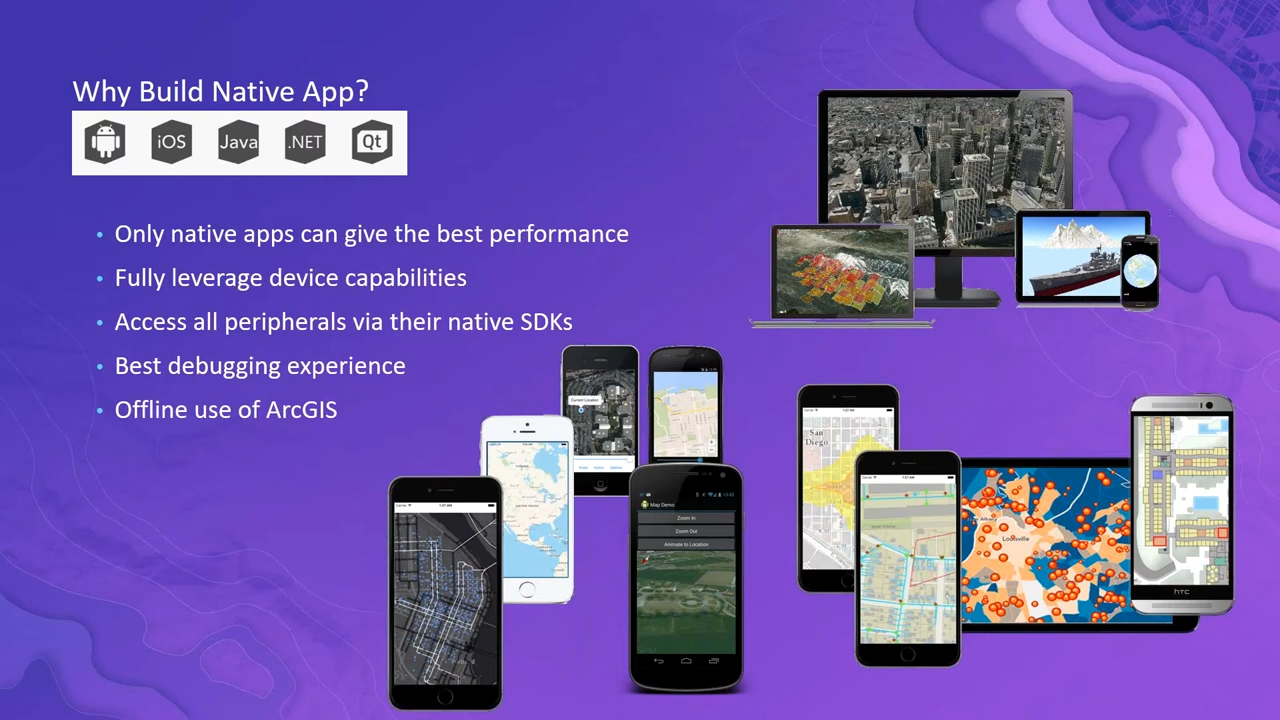 Why Build Native App?
iOS
Java
.NET
Qt
• Only native apps can give the best performance
• Fully leverage device capabilities
• Access all peripherals via their native SDKs
• Best debugging experience
• Offline use of ArcGIS
Current Location
San
Diego
Map Demo
Zoom In
Zoom Out
Animate to Location
Louisville
hTC